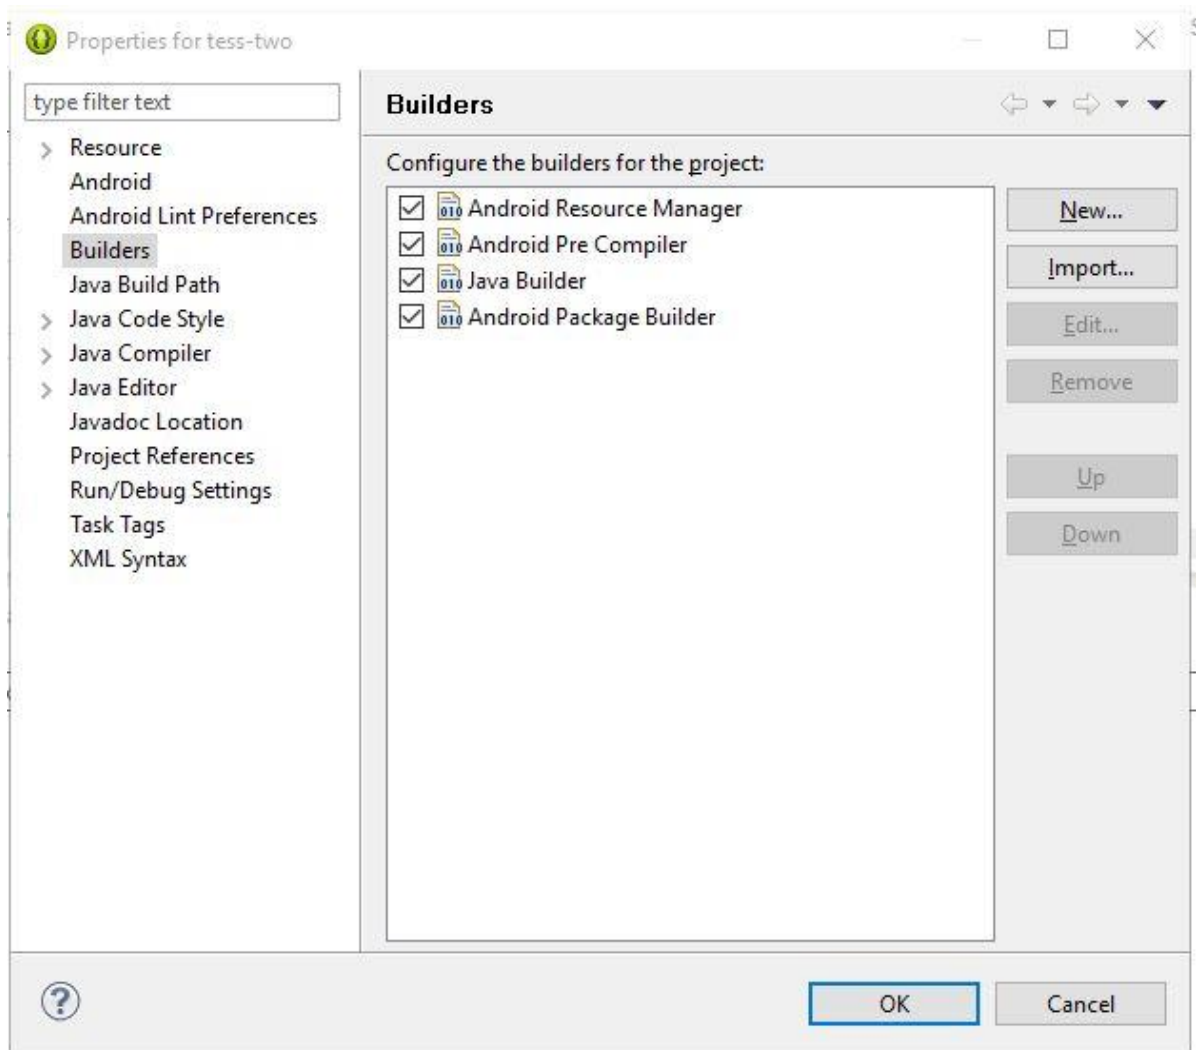 Properties for tess-two
type filter text
Resource
Android
Android Lint Preferences
Builders
Java Build Path
Java Code Style
Java Compiler
Java Editor
Javadoc Location
Project References
Run/Debug Settings
Task Tags
XML Syntax
Builders
Configure the builders for the project:
Android Resource Manager
Android Pre Compiler
Java Builder
Android Package Builder
New...
Import...
Edit...
Remove
Up
Down
OK
Cancel